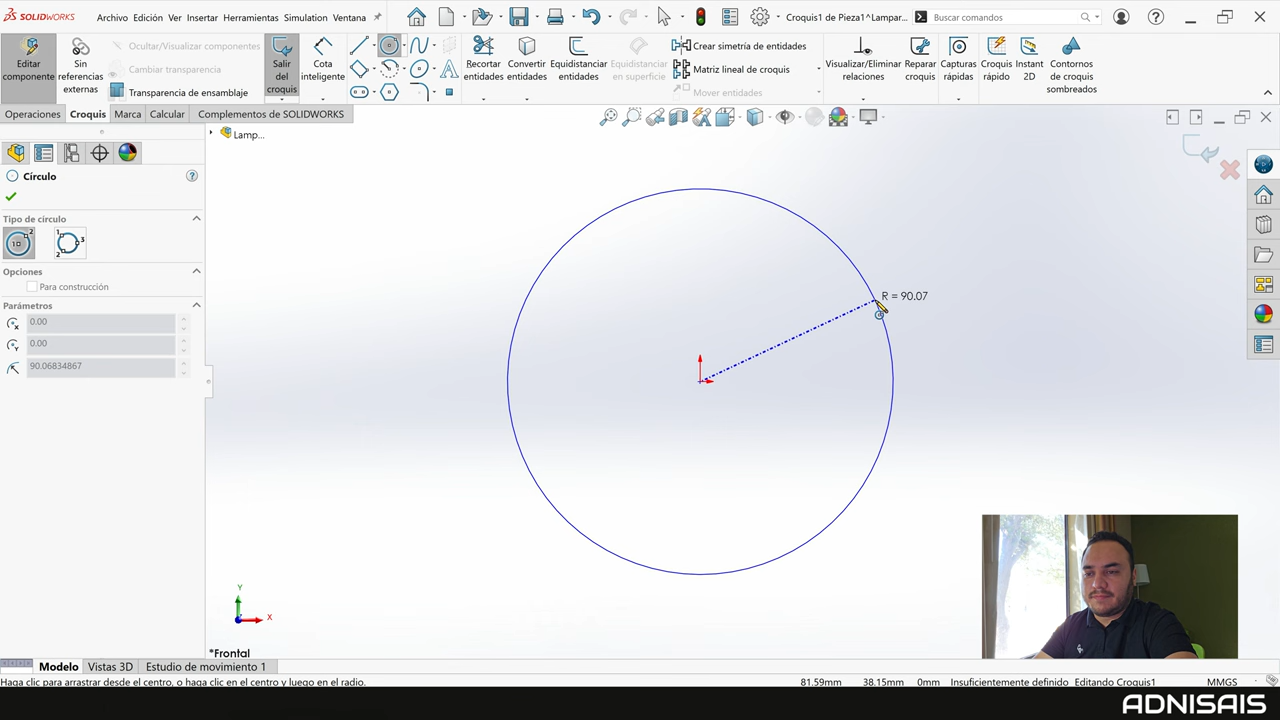 SOLIDWORKS Archivo Edición Ver Insertar Herramientas Simulation Ventana Croquis1 de Pieza1^Lampar... Buscar comandos
Editar componente
Sin referencias externas
Ocultar/Visualizar componentes
Cambiar transparencia
Transparencia de ensamblaje
Salir del croquis
Cota inteligente
Recortar entidades
Convertir entidades
Equidistanciar entidades
Equidistanciar en superficie
Crear simetría de entidades
Matriz lineal de croquis
Mover entidades
Visualizar/Eliminar relaciones
Reparar croquis
Capturas rápidas
Croquis rápido
Instant 2D
Contornos de croquis sombreados
Operaciones Croquis Marca Calcular Complementos de SOLIDWORKS
Lamp...
Círculo
Tipo de círculo
Opciones
Para construcción
Parámetros
0.00
0.00
90.06834867
R = 90.07
Y
X
*Frontal
Modelo Vistas 3D Estudio de movimiento 1
Haga clic para arrastrar desde el centro, o haga clic en el centro y luego en el radio. 81.59mm 38.15mm 0mm Insuficientemente definido Editando Croquis1 MMGS
ADNISAIS